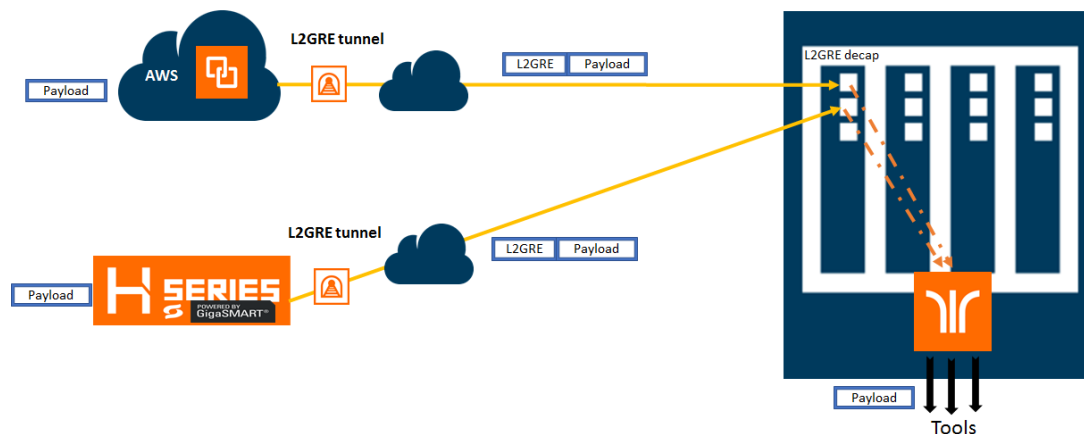 L2GRE tunnel
AWS
Payload
L2GRE Payload
L2GRE decap
L2GRE tunnel
L2GRE Payload
Payload
H SERIES
POWERED BY
GigaSMART®
Payload
Tools